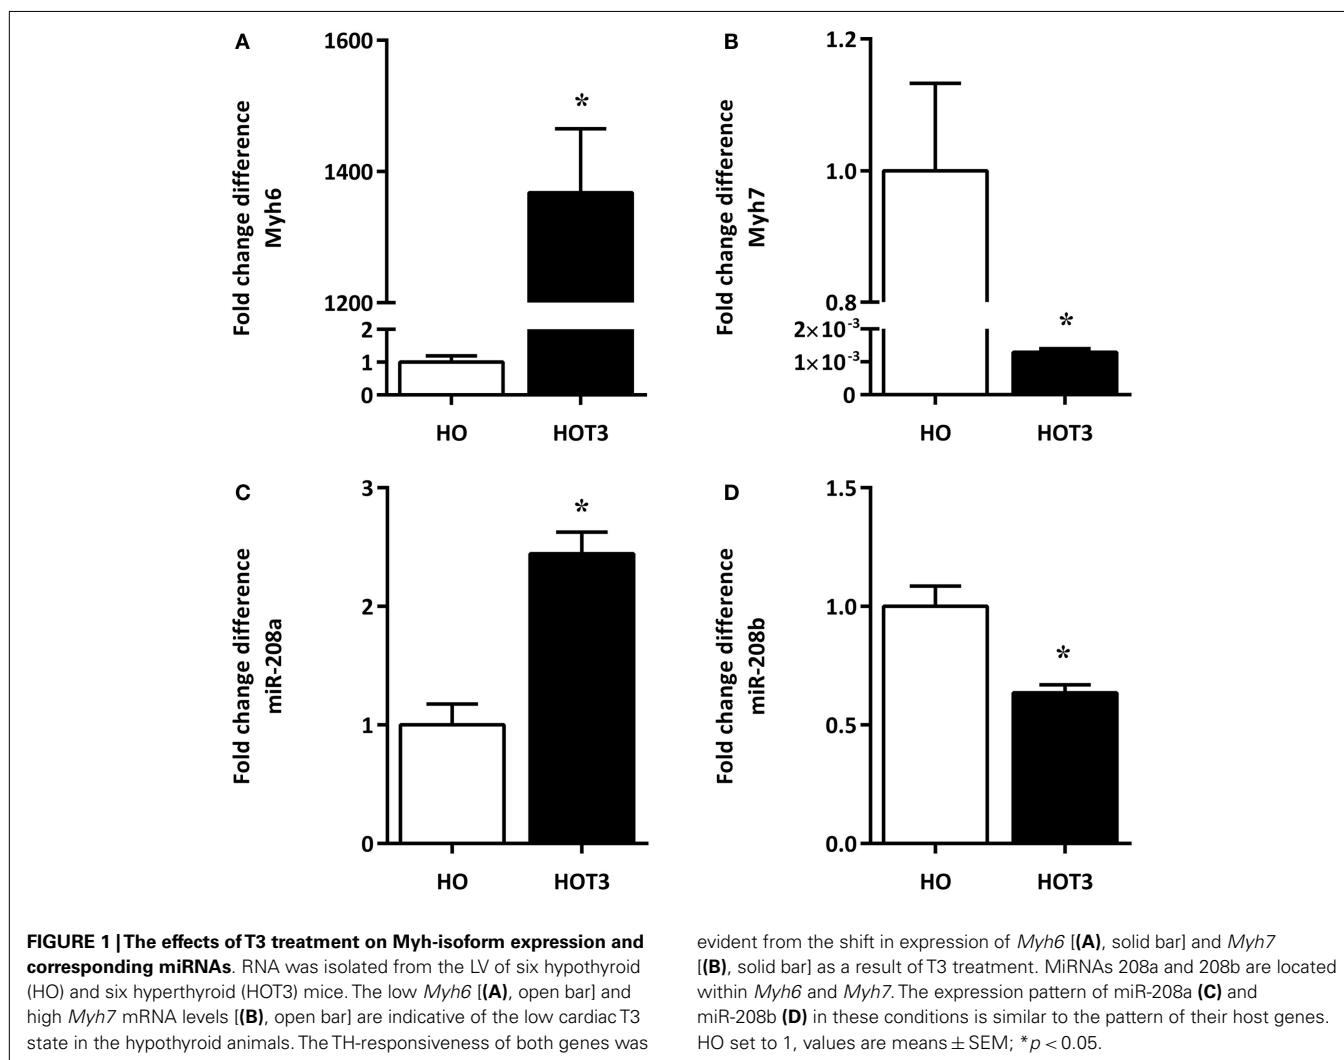 A
1600
1400
1200
2
1
0
Fold change difference
Myh6
*
HO
HOT3
B
1.2
1.0
0.8
2×10⁻³
1×10⁻³
0
Fold change difference
Myh7
*
HO
HOT3
C
3
2
1
0
Fold change difference
miR-208a
*
HO
HOT3
D
1.5
1.0
0.5
0.0
Fold change difference
miR-208b
*
HO
HOT3
FIGURE 1 | The effects of T3 treatment on Myh-isoform expression and
corresponding miRNAs. RNA was isolated from the LV of six hypothyroid
(HO) and six hyperthyroid (HOT3) mice. The low Myh6 [(A), open bar] and
high Myh7 mRNA levels [(B), open bar] are indicative of the low cardiac T3
state in the hypothyroid animals. The TH-responsiveness of both genes was
evident from the shift in expression of Myh6 [(A), solid bar] and Myh7
[(B), solid bar] as a result of T3 treatment. MiRNAs 208a and 208b are located
within Myh6 and Myh7. The expression pattern of miR-208a (C) and
miR-208b (D) in these conditions is similar to the pattern of their host genes.
HO set to 1, values are means ± SEM; *p < 0.05.